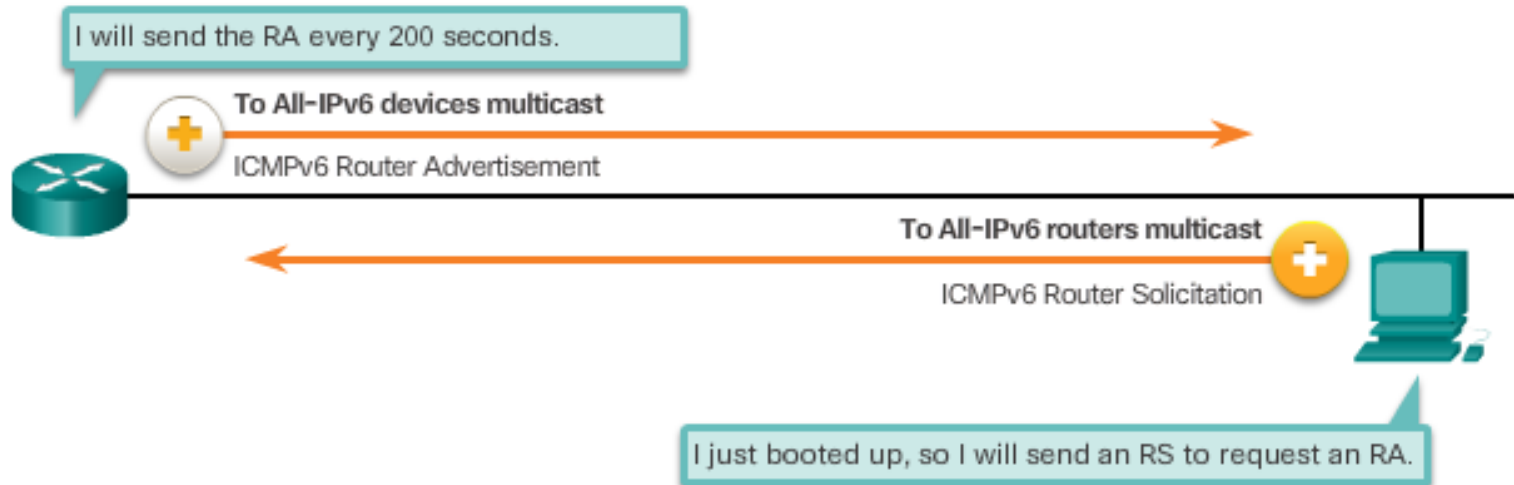 I will send the RA every 200 seconds.
To All-IPv6 devices multicast
ICMPv6 Router Advertisement
To All-IPv6 routers multicast
ICMPv6 Router Solicitation
I just booted up, so I will send an RS to request an RA.